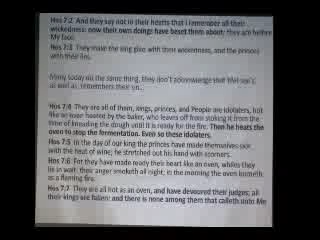 Hos 7:2 And they say not in their hearts that I remember all their
wickedness: now their own doings have beset them about; they are before
My face.
Hos 7:3 They make the king glad with their wickedness, and the princes
with their lies.
Many today do the same thing, they don't acknowledge that YHWH sees
as well as remembers their sin...
Hos 7:4 They are all of them, kings, princes, and People are idolaters, hot
like an oven heated by the baker, who leaves off from stoking it from the
time of kneading the dough until it is ready for the fire. Then he heats the
oven to stop the fermentation. Even so these idolaters.
Hos 7:5 In the day of our king the princes have made themselves sick
with the heat of wine; he stretched out his hand with scorners.
Hos 7:6 For they have made ready their heart like an oven, whiles they
lie in wait: their anger smoketh all night; in the morning the oven burneth
as a flaming fire.
Hos 7:7 They are all hot as an oven, and have devoured their judges; all
their kings are fallen: and there is none among them that calleth unto Me